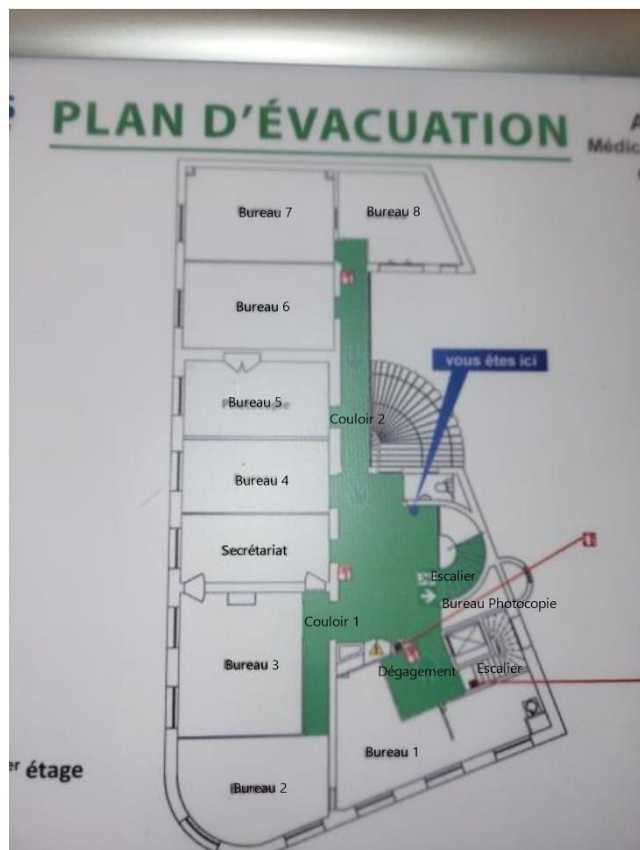 PLAN D'ÉVACUATION
Médic
Bureau 7
Bureau 8
Bureau 6
vous êtes ici
Bureau 5
Couloir 2
Bureau 4
Secrétariat
Escalier
Bureau Photocopie
Couloir 1
Bureau 3
Dégagement
Escalier
Bureau 1
er étage
Bureau 2